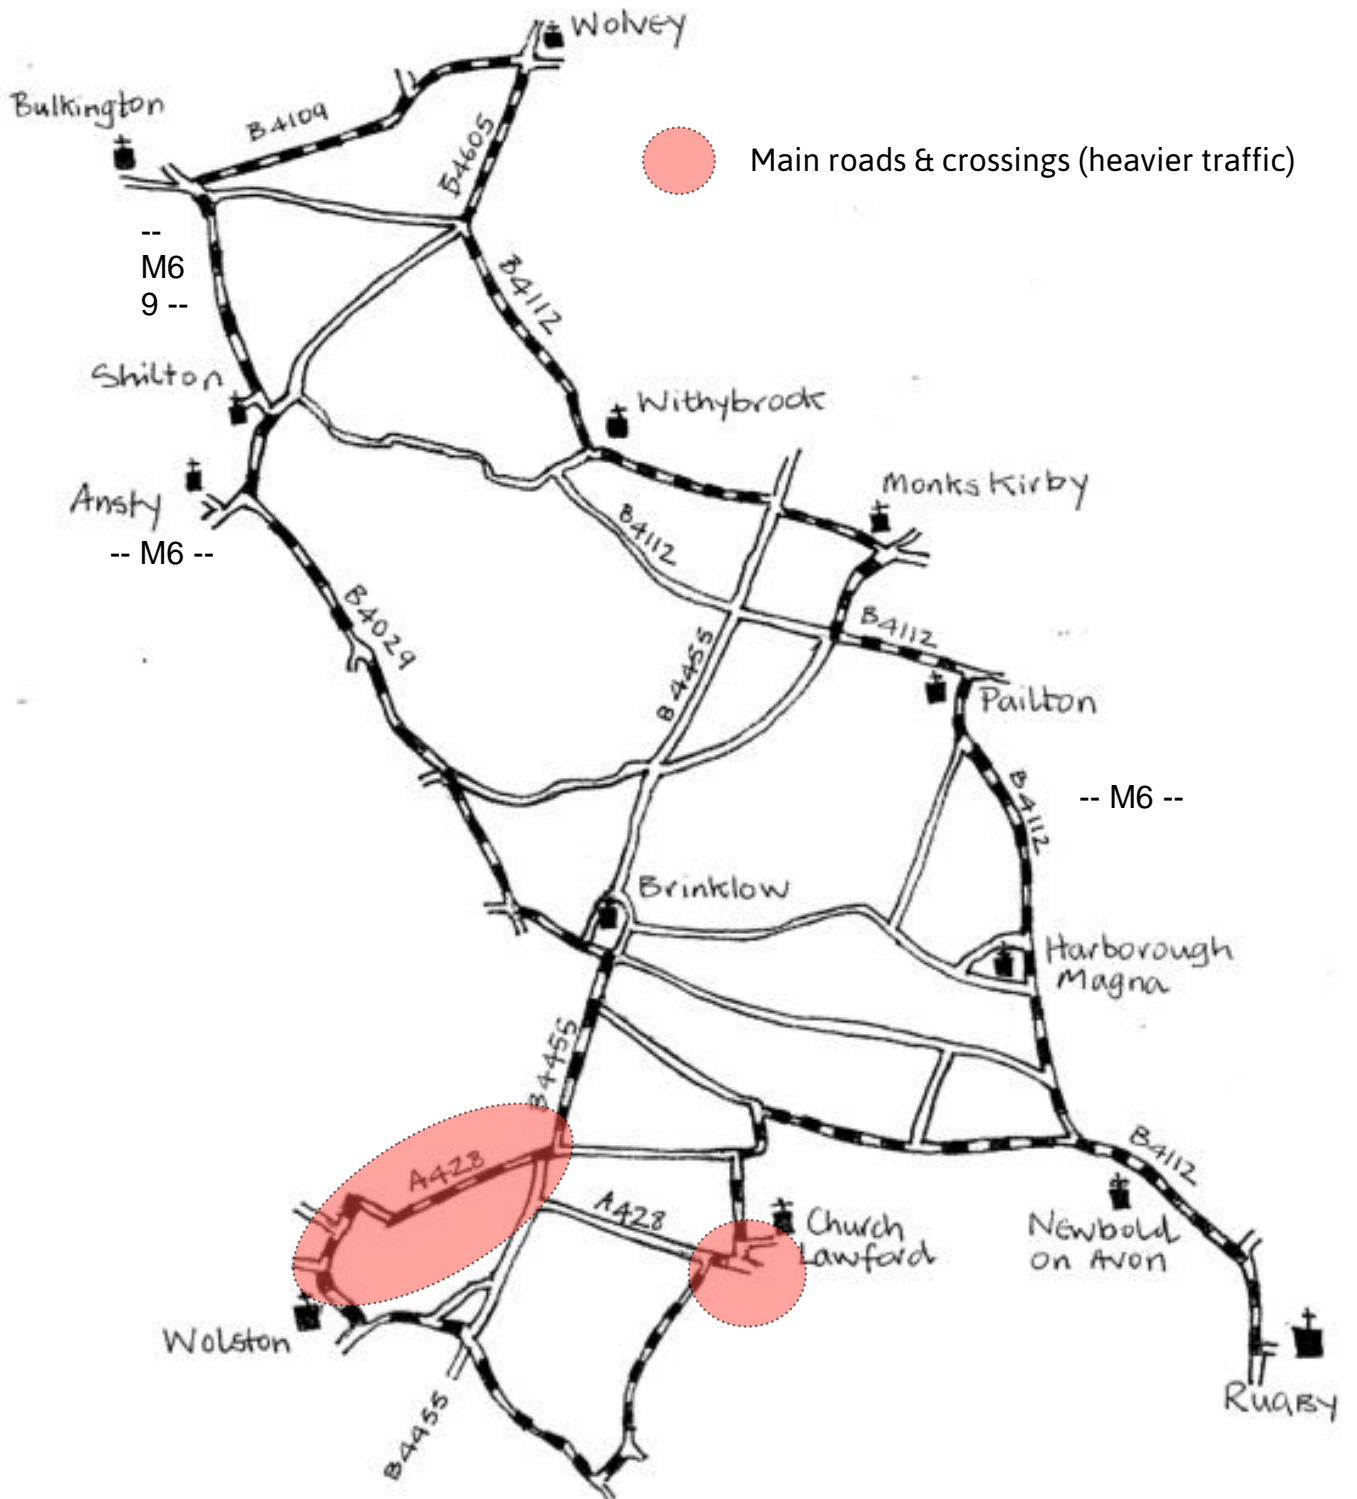 Wolvey
Bulkington
B4109
B4605
Main roads & crossings (heavier traffic)
--
M6
9 --
B4112
Shilton
Withybrook
Monks Kirby
Ansty
B4112
-- M6 --
B4029
B4112
B4455
Pailton
B4112
-- M6 --
Brinklow
Harborough
Magna
B4455
B4112
A428
A428
Church
Lawford
Newbold
on Avon
Wolston
RUGBY
B4455